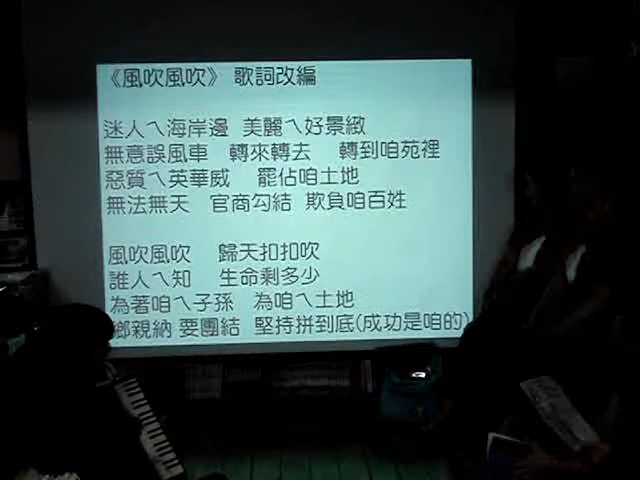 《風吹風吹》 歌詞改編
迷人ㄟ海岸邊 美麗ㄟ好景緻
無意誤風車 轉來轉去 轉到咱苑裡
惡質ㄟ英華威 罷佔咱土地
無法無天 官商勾結 欺負咱百姓
風吹風吹 歸天扣扣吹
誰人ㄟ知 生命剩多少
為著咱ㄟ子孫 為咱ㄟ土地
鄉親納 要團結 堅持拼到底(成功是咱的)